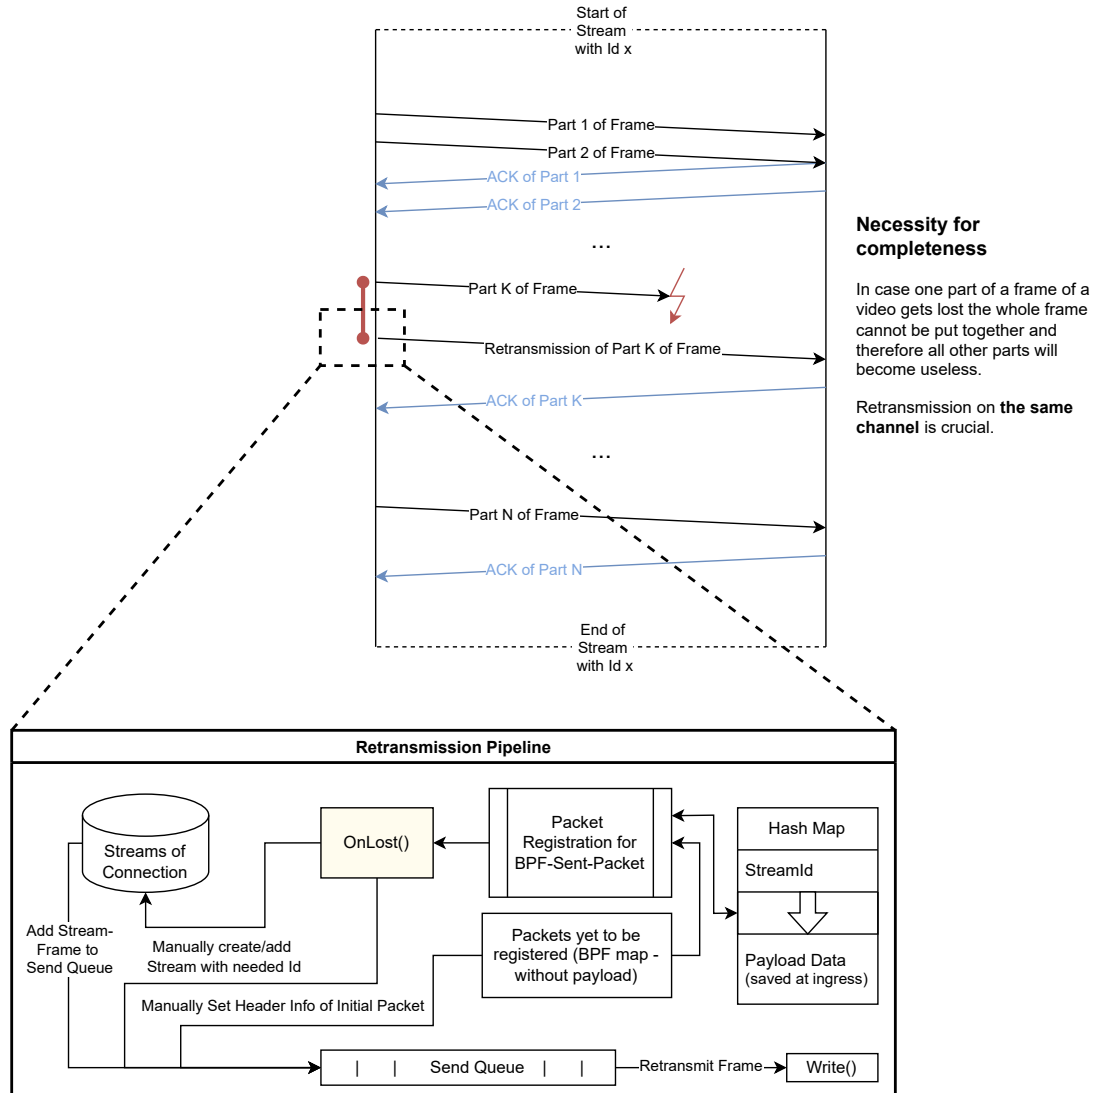 Start of
Stream
with Id x
Part 1 of Frame
Part 2 of Frame
ACK of Part 1
ACK of Part 2
...
Part K of Frame
Retransmission of Part K of Frame
ACK of Part K
...
Part N of Frame
ACK of Part N
End of
Stream
with Id x
Necessity for
completeness
In case one part of a frame of a
video gets lost the whole frame
cannot be put together and
therefore all other parts will
become useless.
Retransmission on the same
channel is crucial.
Retransmission Pipeline
Streams of
Connection
OnLost()
Packet
Registration for
BPF-Sent-Packet
Hash Map
StreamId
Payload Data
(saved at ingress)
Add Stream-
Frame to
Send Queue
Manually create/add
Stream with needed Id
Packets yet to be
registered (BPF map -
without payload)
Manually Set Header Info of Initial Packet
| | Send Queue | |
Retransmit Frame
Write()